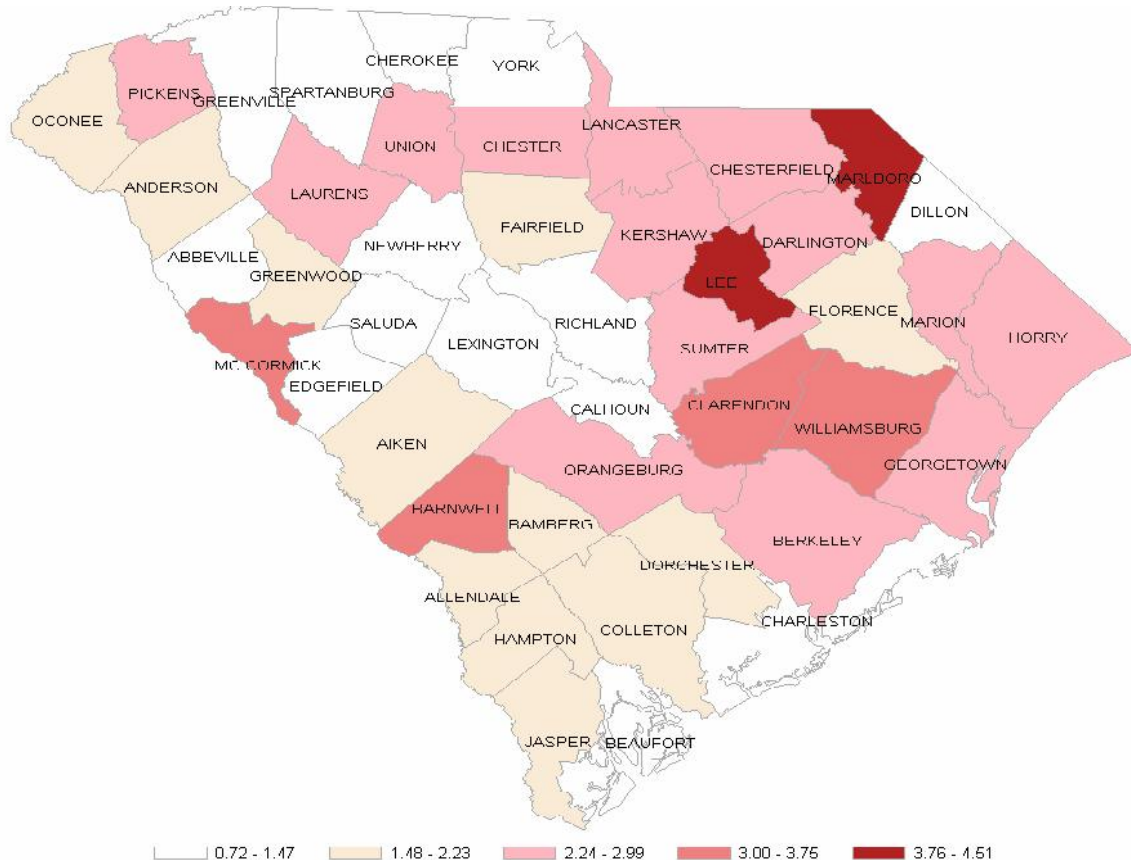 CHEROKEE
YORK
PICKENS
SPARTANBURG
GREENVILLE
OCONEE
LANCASTER
UNION
CHESTER
CHESTERFIELD
MARLBORO
ANDERSON
LAURENS
DILLON
FAIRFIELD
KERSHAW
DARLINGTON
NEWBERRY
ABBEVILLE
GREENWOOD
LEE
FLORENCE
SALUDA
RICHLAND
MARION
HORRY
LEXINGTON
SUMTER
MC CORMICK
EDGEFIELD
CLARENDON
CALHOUN
WILLIAMSBURG
AIKEN
ORANGEBURG
GEORGETOWN
BARNWELL
BAMBERG
BERKELEY
DORCHESTER
ALLENDALE
CHARLESTON
HAMPTON
COLLETON
JASPER
BEAUFORT
0.72 - 1.47 1.48 - 2.23 2.24 - 2.99 3.00 - 3.75 3.76 - 4.51